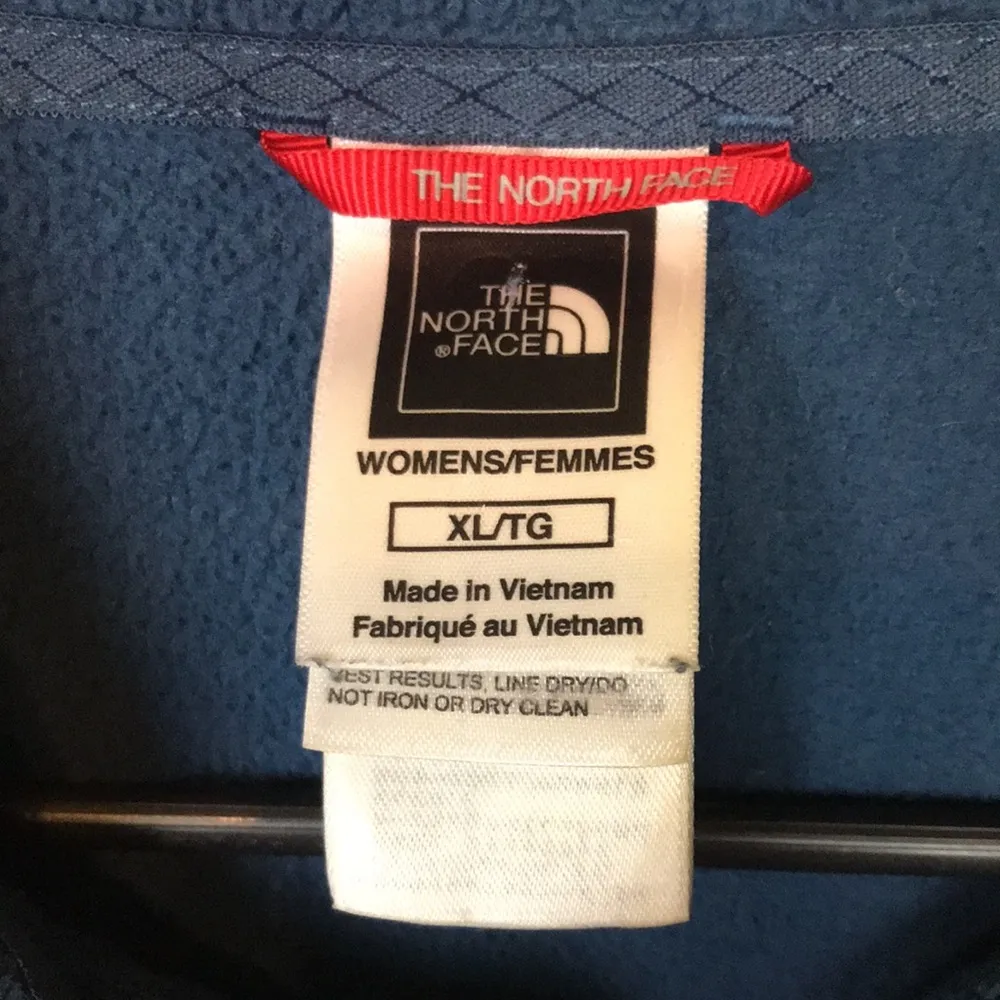 THE NORTH FACE
THE
NORTH
®FACE
WOMENS/FEMMES
XL/TG
Made in Vietnam
Fabriqué au Vietnam
BEST RESULTS, LINE DRY/DO
NOT IRON OR DRY CLEAN